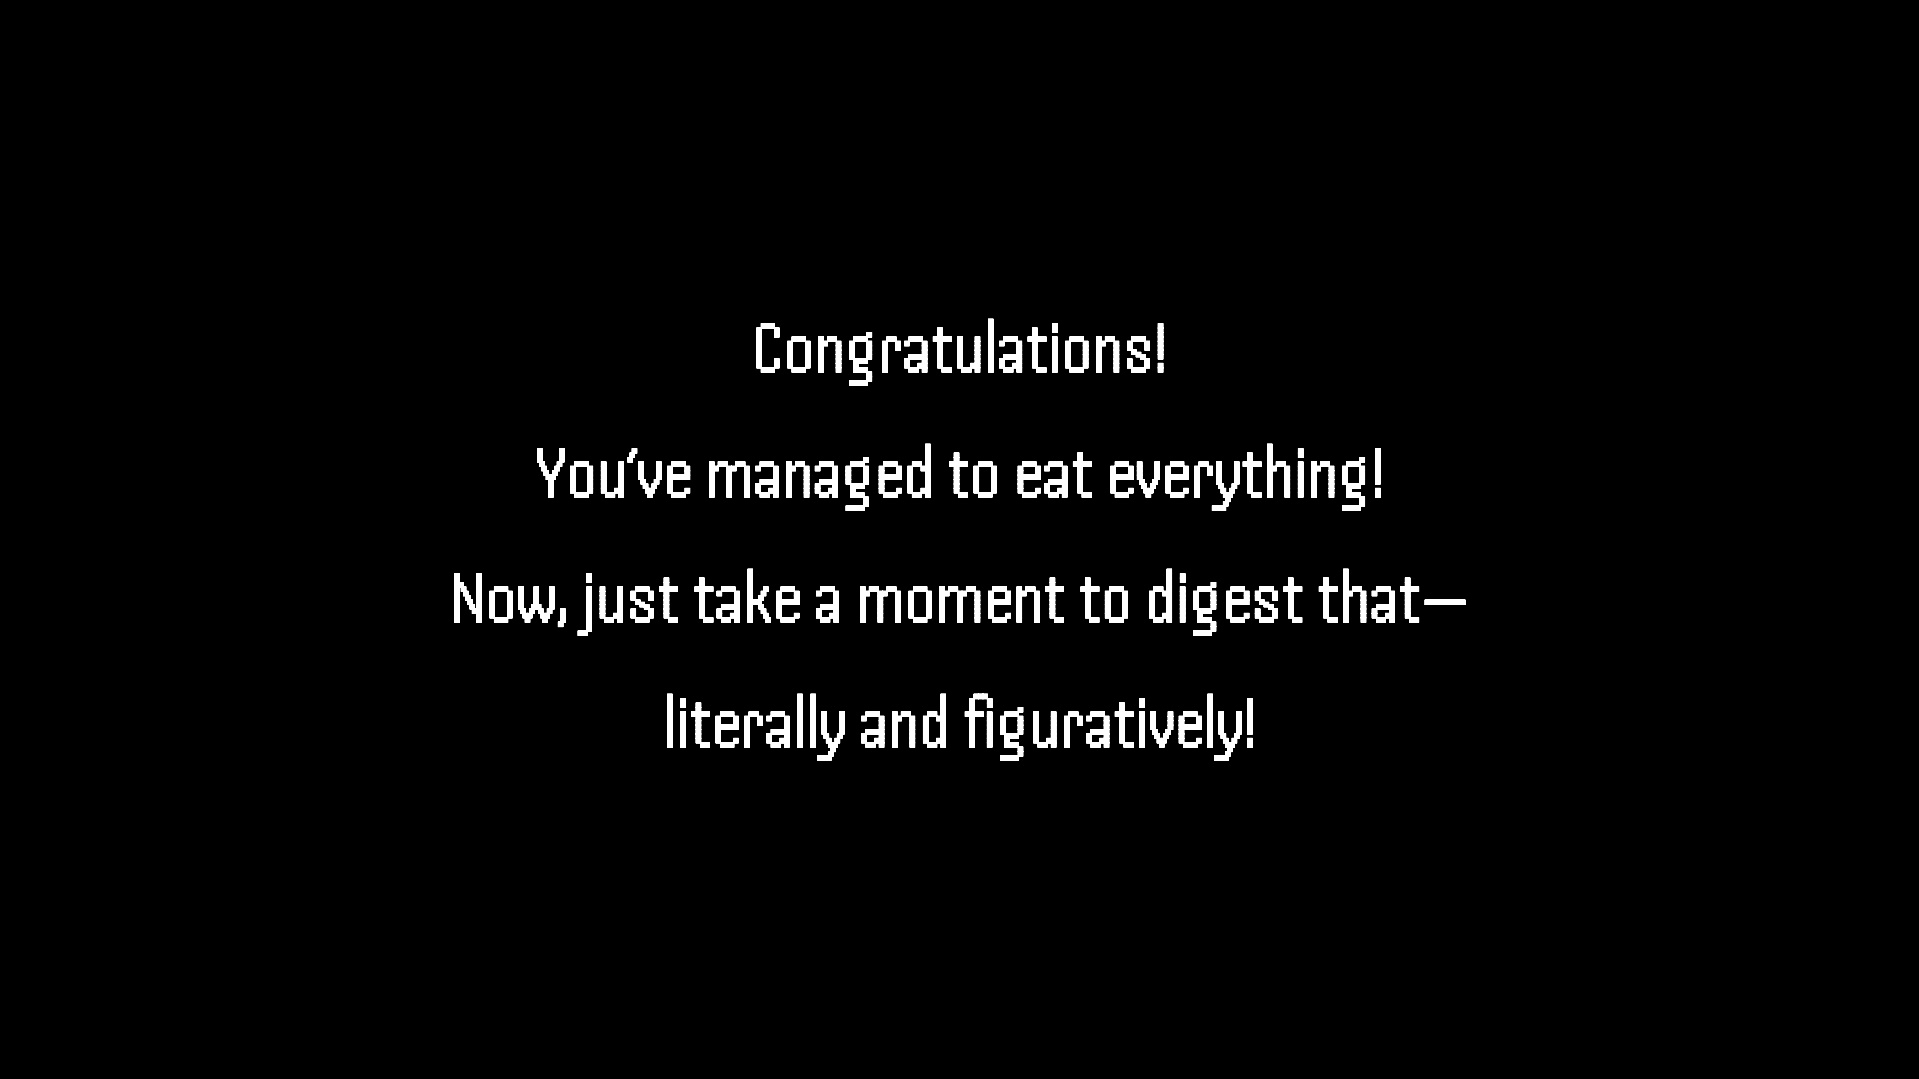 Congratulations!
You've managed to eat everything!
Now, just take a moment to digest that—
literally and figuratively!